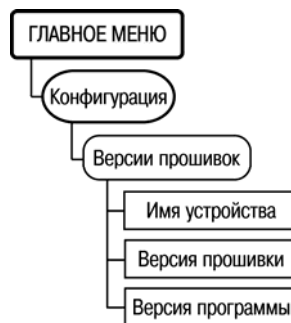 ГЛАВНОЕ МЕНЮ
Конфигурация
Версии прошивок
Имя устройства
Версия прошивки
Версия программы